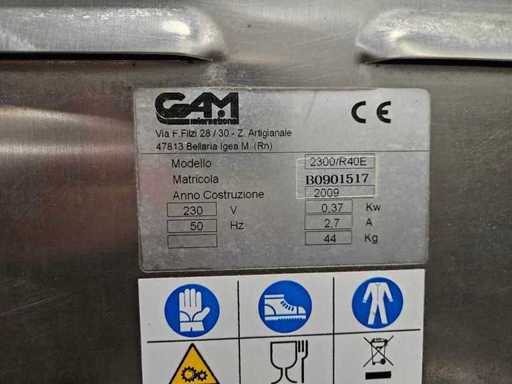 GAM
International
CE
Via F.Filzi 28 / 30 - Z. Artigianale
47813 Bellaria Igea M. (Rn)
Modello 2300/R40E
Matricola B0901517
Anno Costruzione 2009
230 V 0.37 Kw
50 Hz 2.7 A
44 Kg